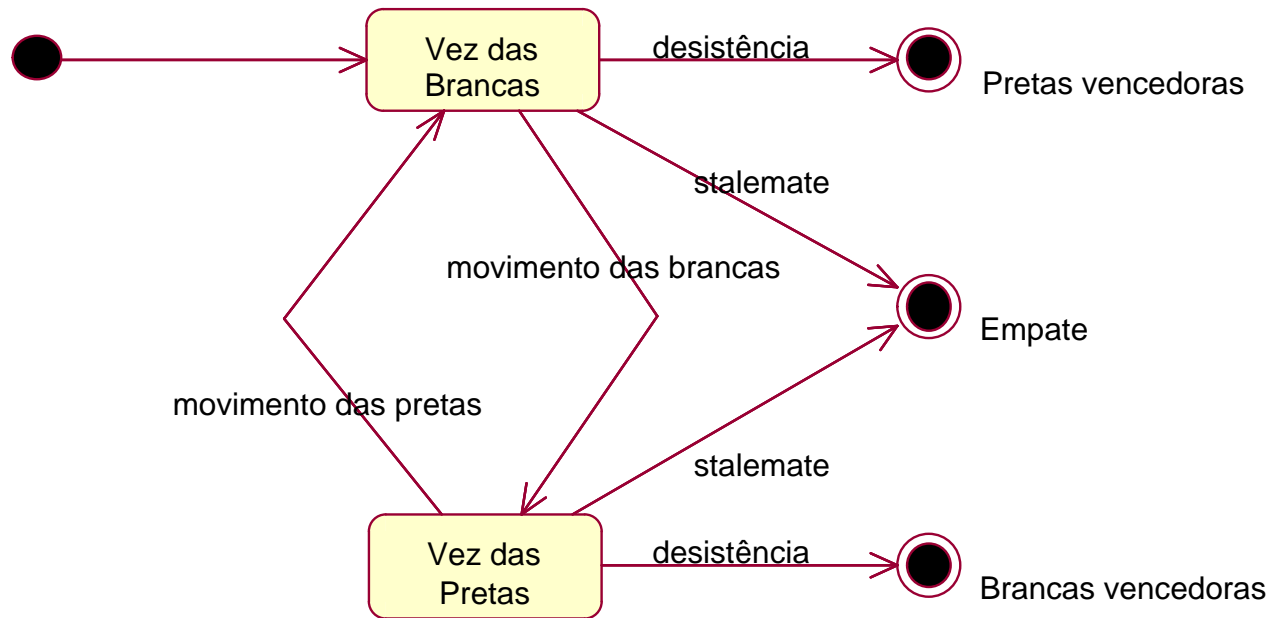 Vez das
Brancas
desistência
Pretas vencedoras
stalemate
movimento das brancas
Empate
movimento das pretas
stalemate
Vez das
Pretas
desistência
Brancas vencedoras